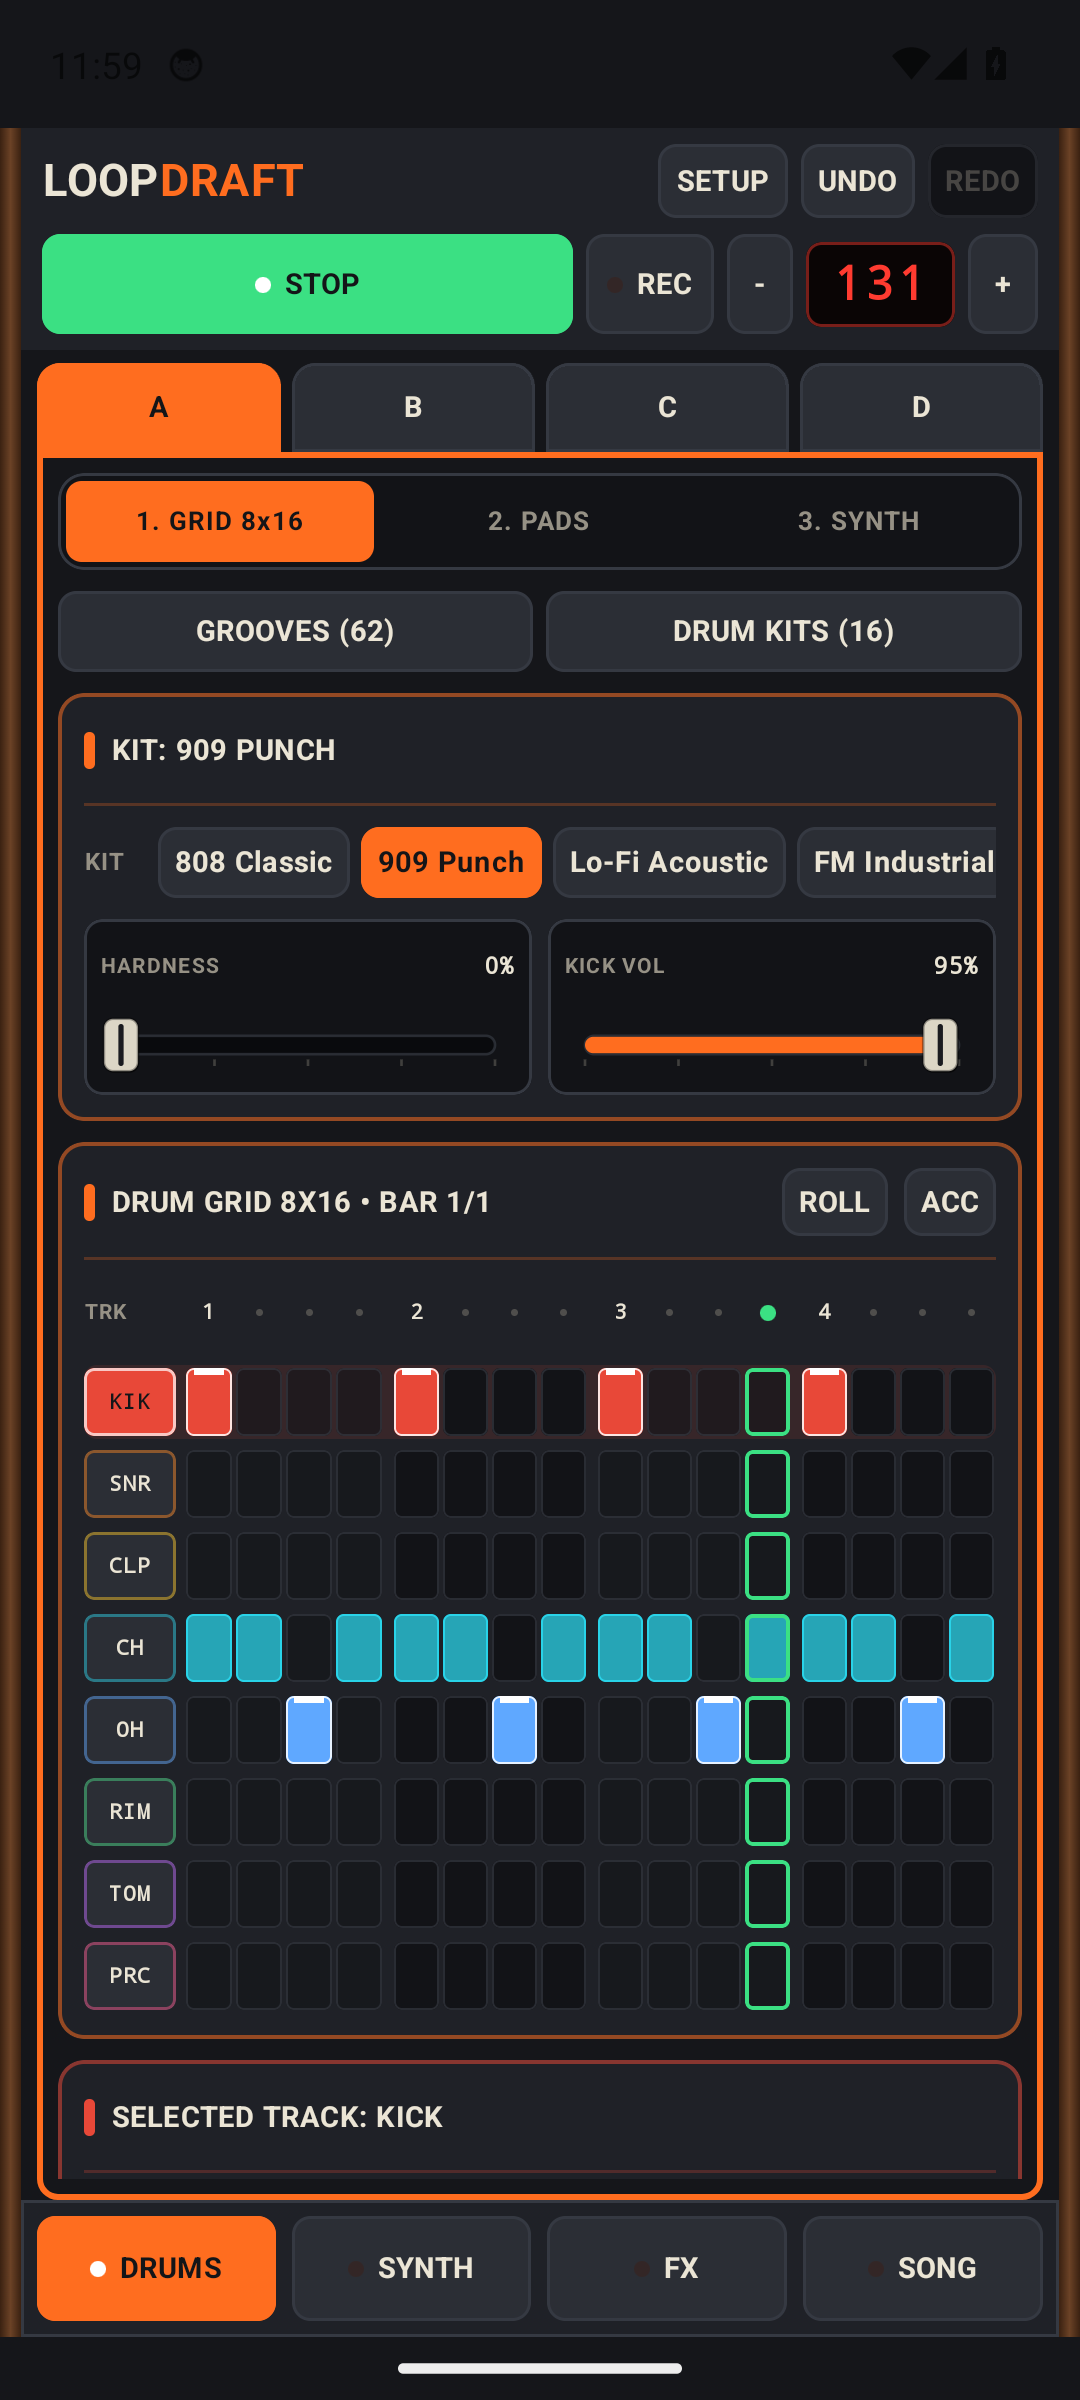 11:59
LOOPDRAFT
SETUP UNDO REDO
STOP REC - 131 +
A B C D
1. GRID 8x16 2. PADS 3. SYNTH
GROOVES (62) DRUM KITS (16)
KIT: 909 PUNCH
KIT 808 Classic 909 Punch Lo-Fi Acoustic FM Industrial
HARDNESS 0% KICK VOL 95%
DRUM GRID 8X16 • BAR 1/1 ROLL ACC
TRK 1 2 3 4
KIK
SNR
CLP
CH
OH
RIM
TOM
PRC
SELECTED TRACK: KICK
DRUMS SYNTH FX SONG